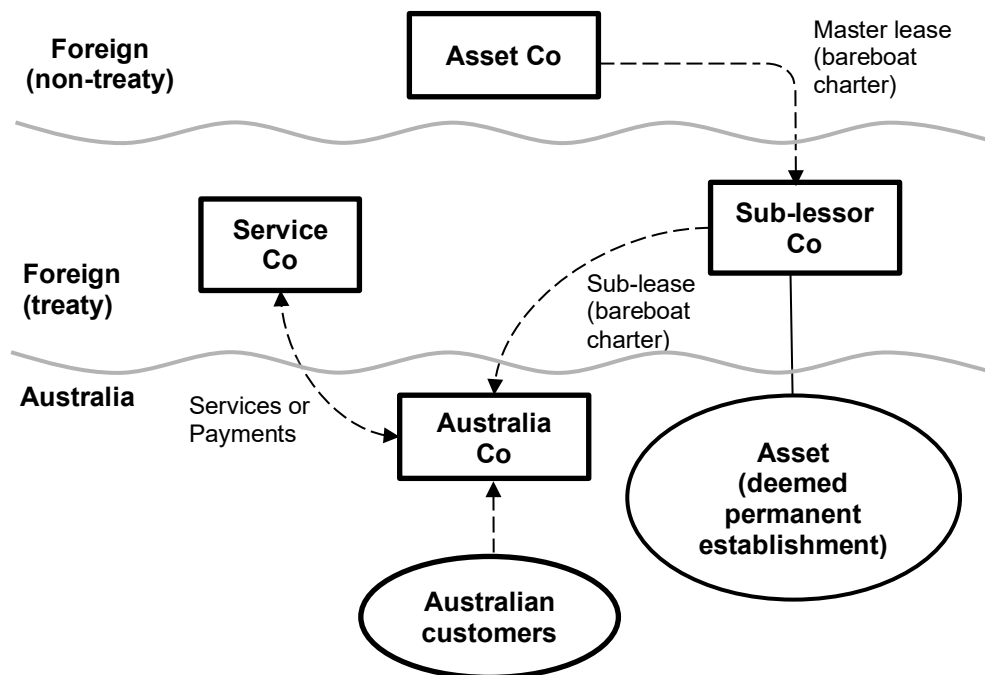 Foreign
(non-treaty)
Asset Co
Master lease
(bareboat
charter)
Service
Co
Sub-lessor
Co
Foreign
(treaty)
Sub-lease
(bareboat
charter)
Australia
Services or
Payments
Australia
Co
Asset
(deemed
permanent
establishment)
Australian
customers